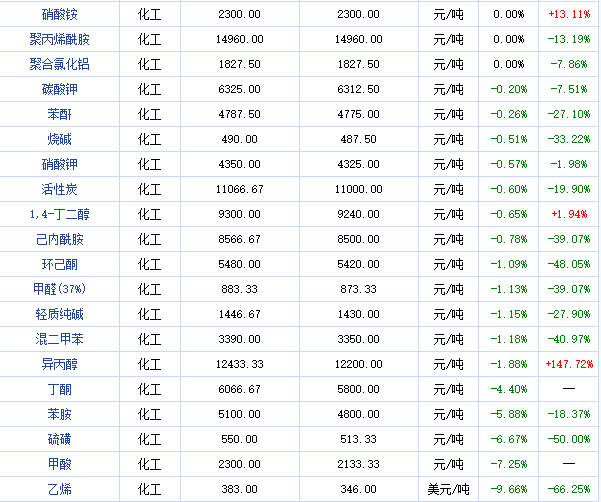 硝酸铵 化工 2300.00 2300.00 元/吨 0.00% +13.11%
聚丙烯酰胺 化工 14960.00 14960.00 元/吨 0.00% -13.19%
聚合氯化铝 化工 1827.50 1827.50 元/吨 0.00% -7.86%
碳酸钾 化工 6325.00 6312.50 元/吨 -0.20% -7.51%
苯酐 化工 4787.50 4775.00 元/吨 -0.26% -27.10%
烧碱 化工 490.00 487.50 元/吨 -0.51% -33.22%
硝酸钾 化工 4350.00 4325.00 元/吨 -0.57% -1.98%
活性炭 化工 11066.67 11000.00 元/吨 -0.60% -19.90%
1,4-丁二醇 化工 9300.00 9240.00 元/吨 -0.65% +1.94%
己内酰胺 化工 8566.67 8500.00 元/吨 -0.78% -39.07%
环己酮 化工 5480.00 5420.00 元/吨 -1.09% -48.05%
甲醛(37%) 化工 883.33 873.33 元/吨 -1.13% -39.07%
轻质纯碱 化工 1446.67 1430.00 元/吨 -1.15% -27.90%
混二甲苯 化工 3390.00 3350.00 元/吨 -1.18% -40.97%
异丙醇 化工 12433.33 12200.00 元/吨 -1.88% +147.72%
丁酮 化工 6066.67 5800.00 元/吨 -4.40% —
苯胺 化工 5100.00 4800.00 元/吨 -5.88% -18.37%
硫磺 化工 550.00 513.33 元/吨 -6.67% -50.00%
甲酸 化工 2300.00 2133.33 元/吨 -7.25% —
乙烯 化工 383.00 346.00 美元/吨 -9.66% -66.25%